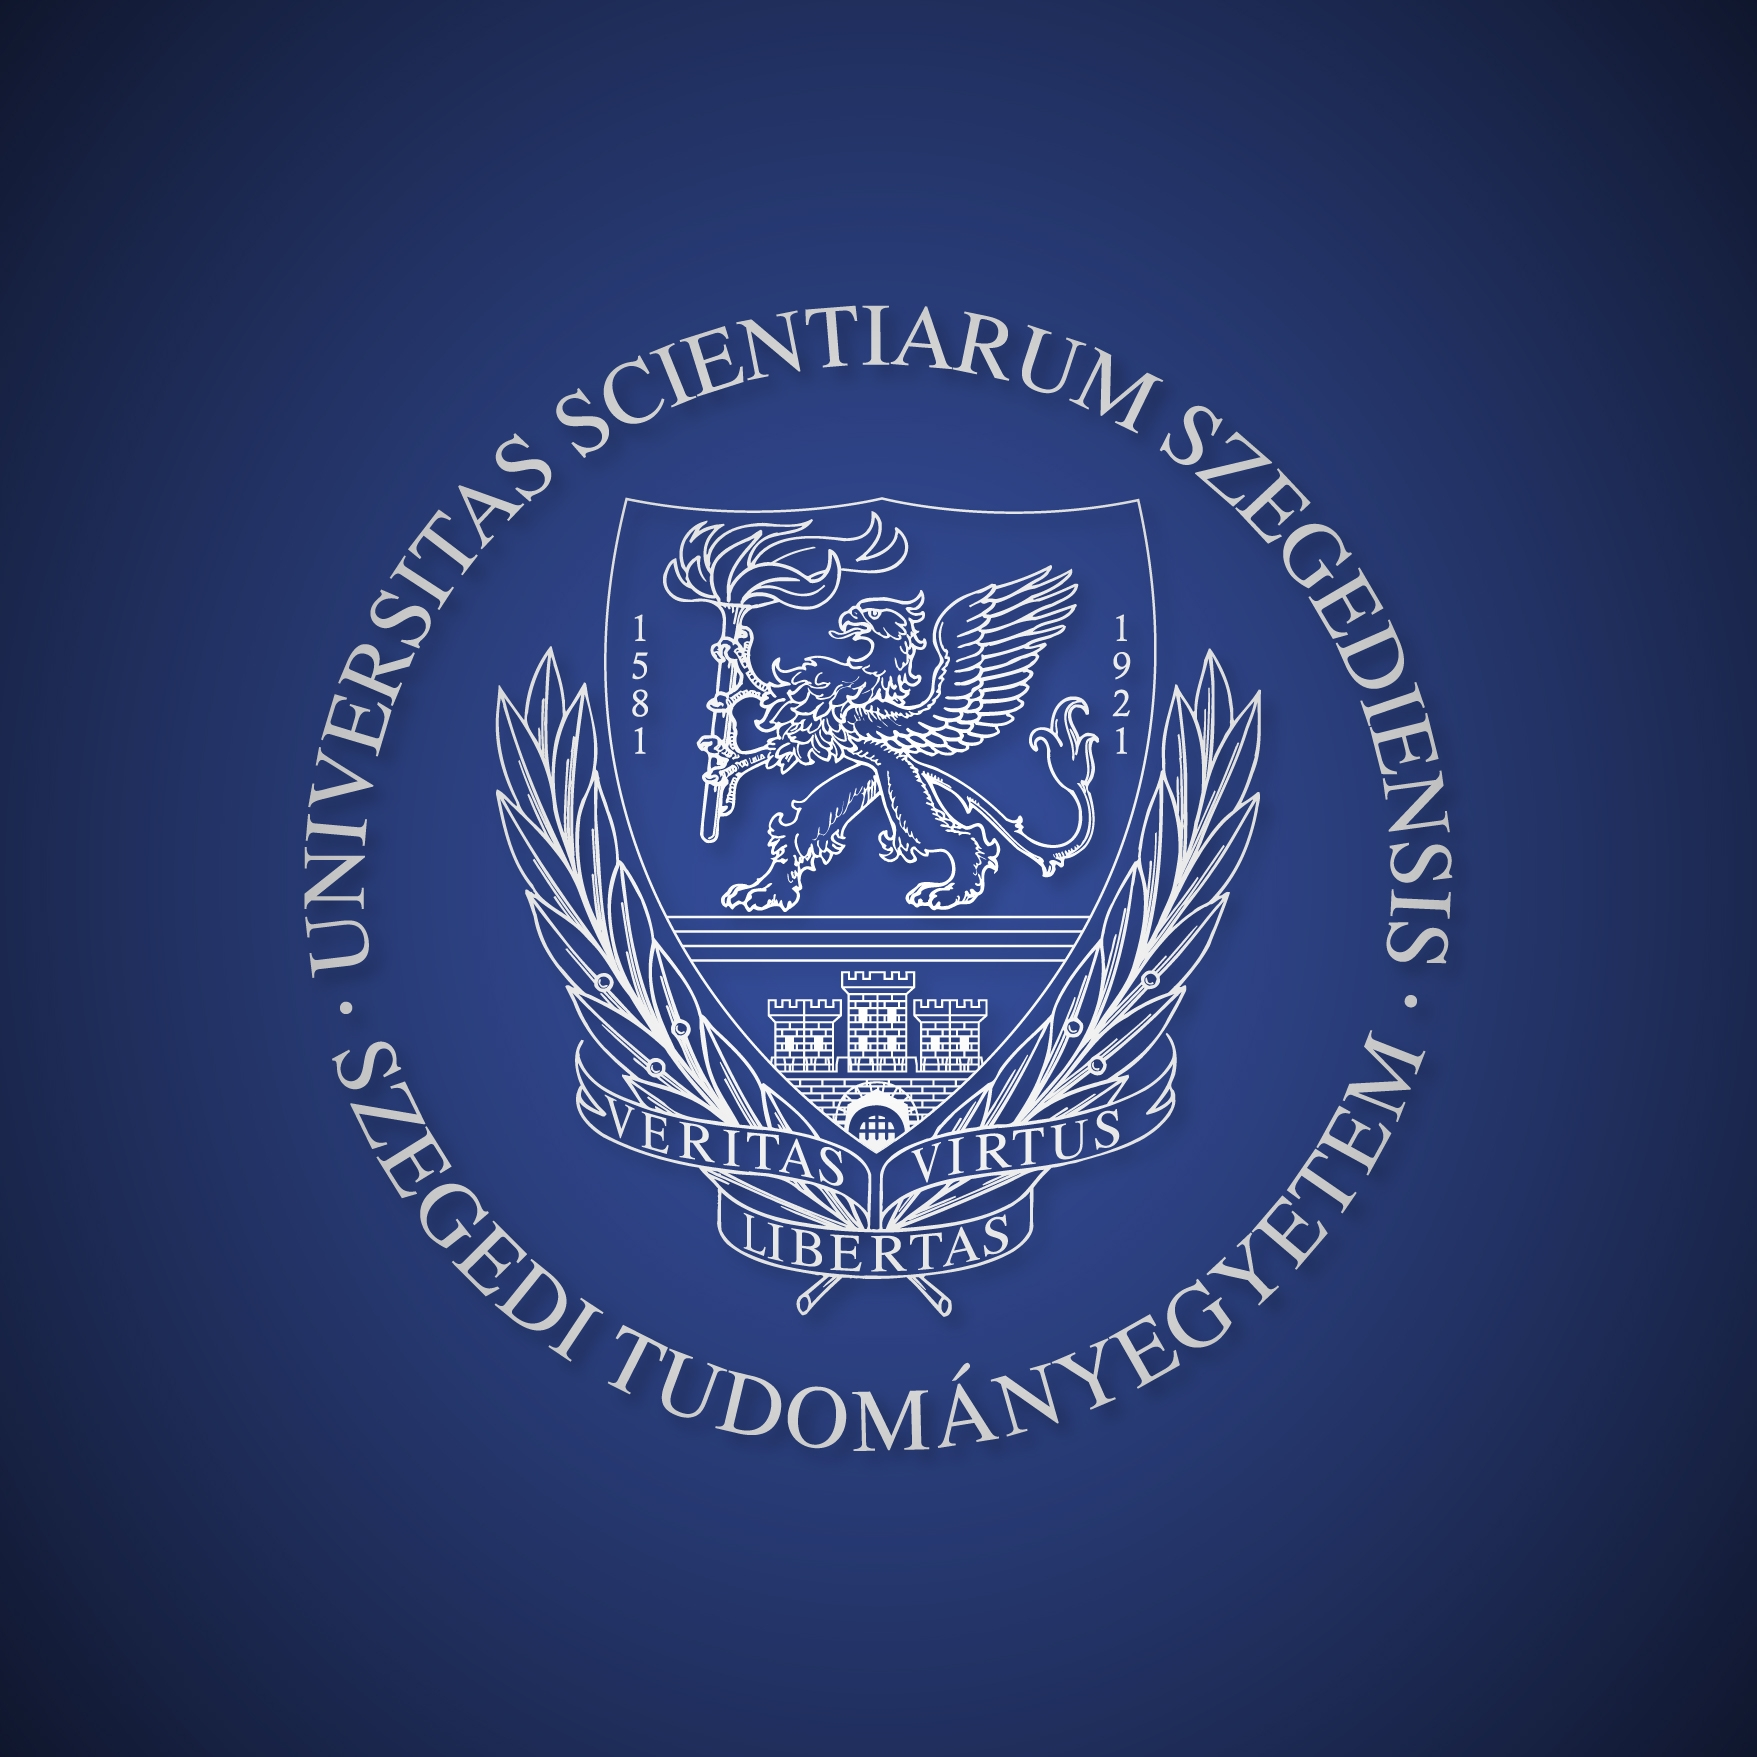 UNIVERSITAS SCIENTIARUM SZEGEDIENSIS
1581
1921
VERITAS VIRTUS
LIBERTAS
· SZEGEDI TUDOMÁNYEGYETEM ·